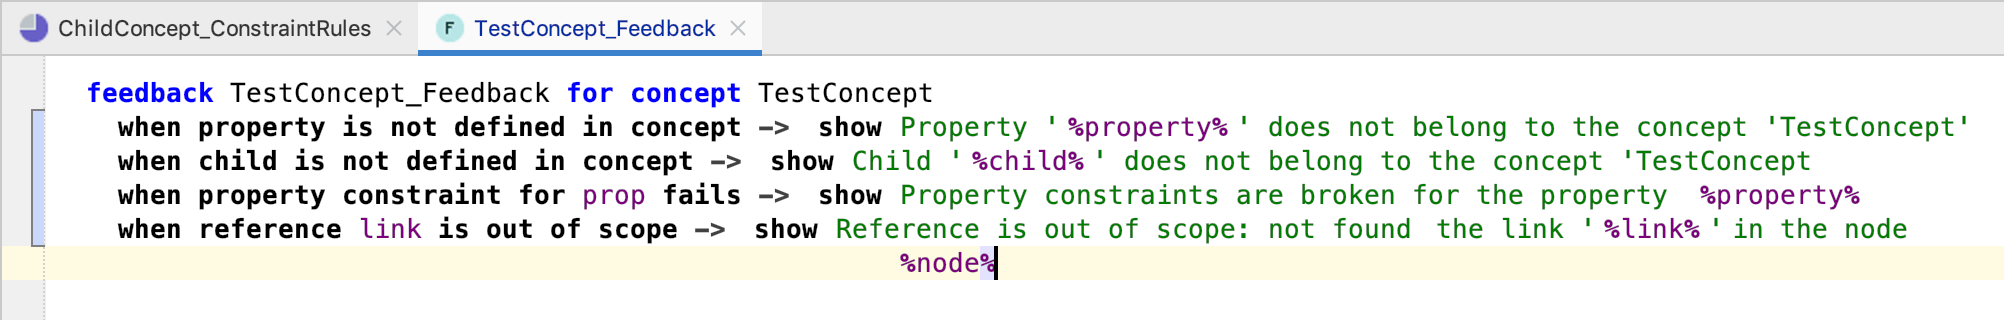 ChildConcept_ConstraintRules F TestConcept_Feedback
feedback TestConcept_Feedback for concept TestConcept
when property is not defined in concept -> show Property '%property%' does not belong to the concept 'TestConcept'
when child is not defined in concept -> show Child '%child%' does not belong to the concept 'TestConcept
when property constraint for prop fails -> show Property constraints are broken for the property %property%
when reference link is out of scope -> show Reference is out of scope: not found the link '%link%'in the node
%node%